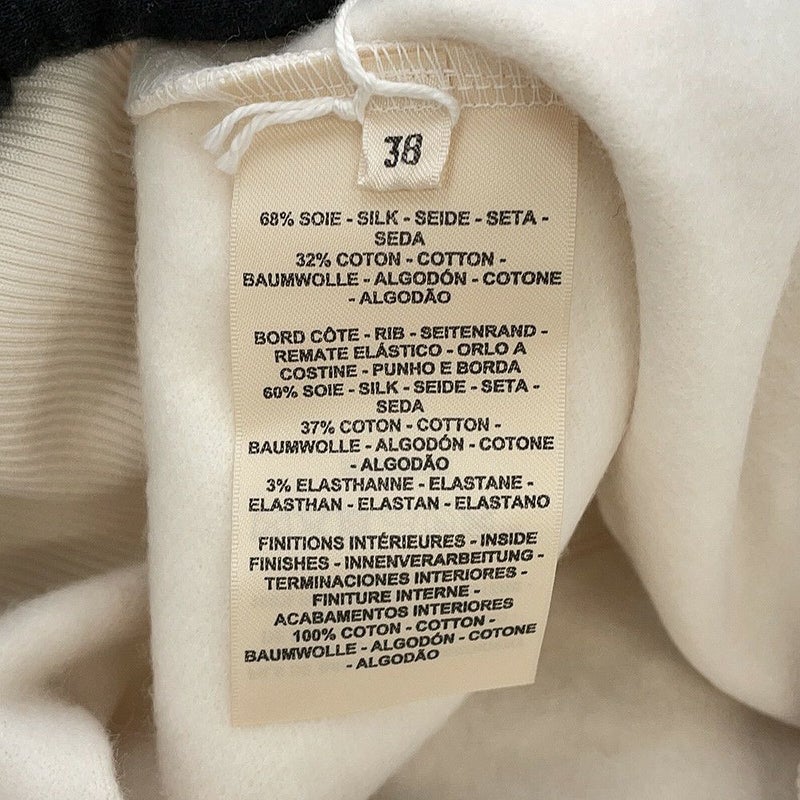 38
68% SOIE - SILK - SEIDE - SETA -
SEDA
32% COTON - COTTON -
BAUMWOLLE - ALGODÓN - COTONE
- ALGODÃO
BORD CÔTE - RIB - SEITENRAND -
REMATE ELÁSTICO - ORLO A
COSTINE - PUNHO E BORDA
60% SOIE - SILK - SEIDE - SETA -
SEDA
37% COTON - COTTON -
BAUMWOLLE - ALGODÓN - COTONE
- ALGODÃO
3% ELASTHANNE - ELASTANE -
ELASTHAN - ELASTAN - ELASTANO
FINITIONS INTÉRIEURES - INSIDE
FINISHES - INNENVERARBEITUNG -
TERMINACIONES INTERIORES -
FINITURE INTERNE -
ACABAMENTOS INTERIORES
100% COTON - COTTON -
BAUMWOLLE - ALGODÓN - COTONE
- ALGODÃO